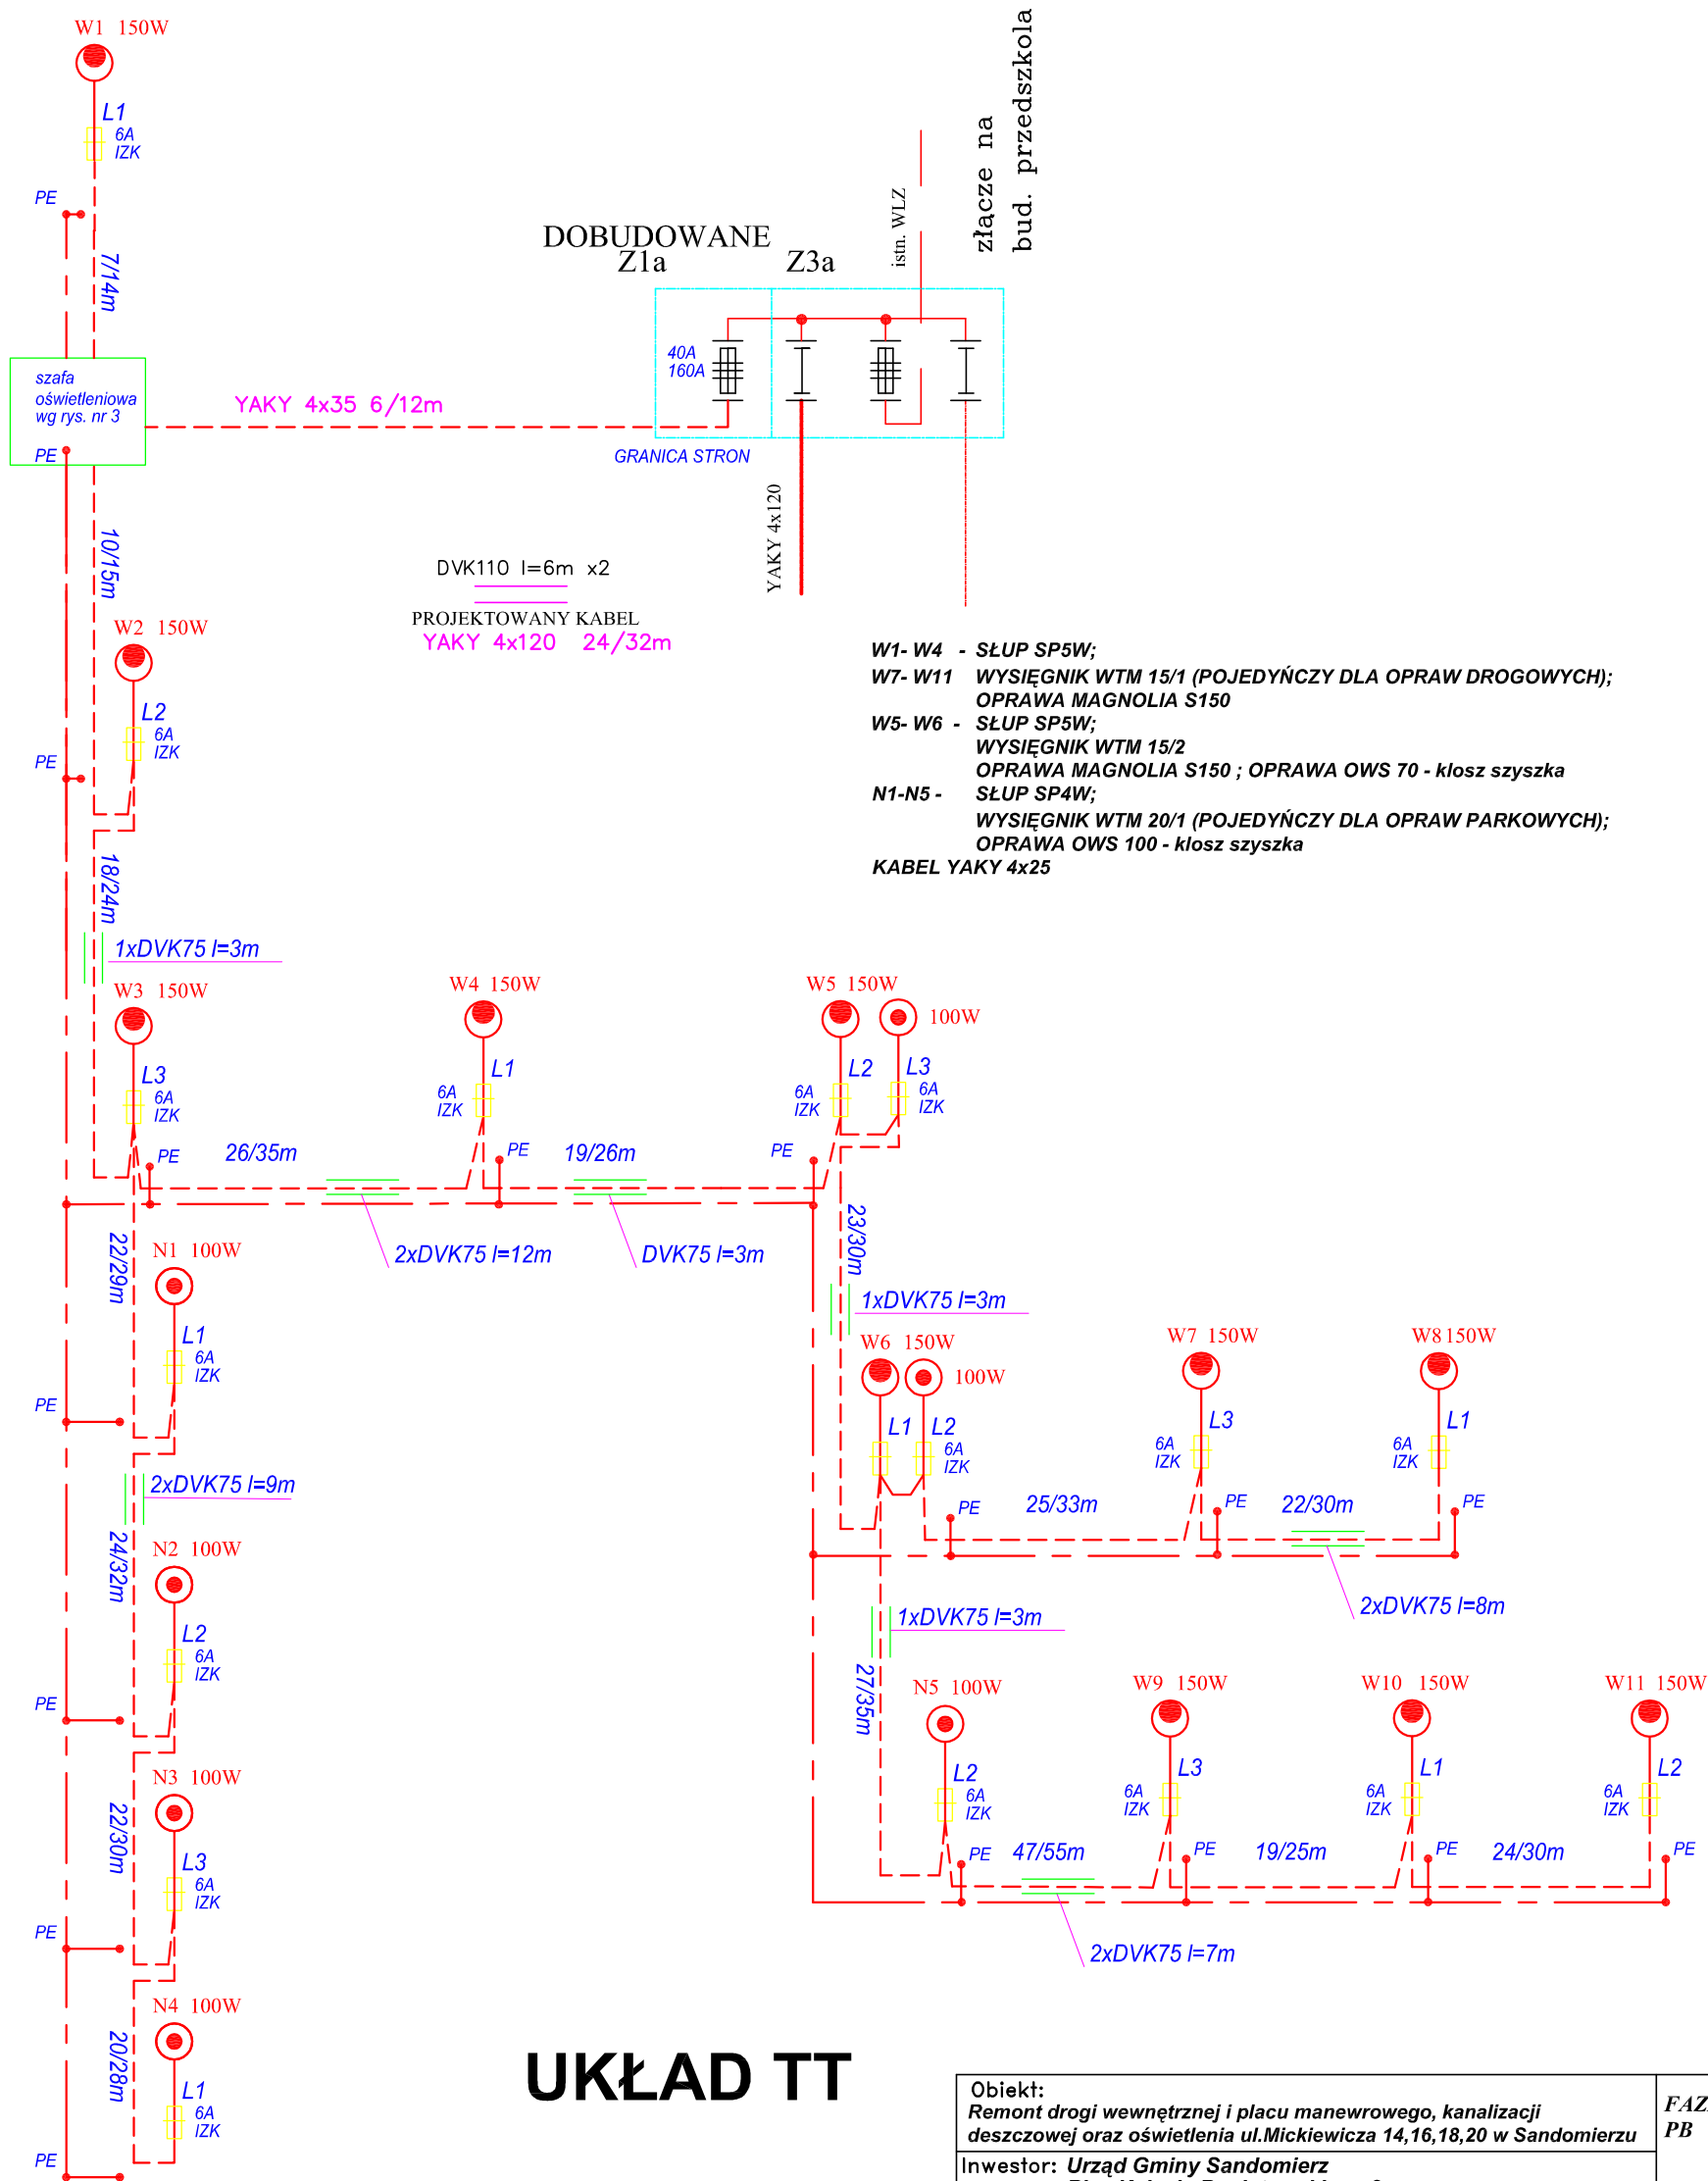 W1 150W
L1
6A
IZK
PE
7/14m
szafa
oświetleniowa
wg rys. nr 3
PE
YAKY 4x35 6/12m
DOBUDOWANE
Z1a
Z3a
istn. WLZ
złącze na
bud. przedszkola
40A
160A
GRANICA STRON
YAKY 4x120
10/15m
DVK110 l=6m x2
PROJEKTOWANY KABEL
YAKY 4x120 24/32m
W2 150W
L2
6A
IZK
PE
18/24m
1xDVK75 l=3m
W1- W4 - SŁUP SP5W;
W7- W11 WYSIĘGNIK WTM 15/1 (POJEDYŃCZY DLA OPRAW DROGOWYCH);
OPRAWA MAGNOLIA S150
W5- W6 - SŁUP SP5W;
WYSIĘGNIK WTM 15/2
OPRAWA MAGNOLIA S150 ; OPRAWA OWS 70 - klosz szyszka
N1-N5 - SŁUP SP4W;
WYSIĘGNIK WTM 20/1 (POJEDYŃCZY DLA OPRAW PARKOWYCH);
OPRAWA OWS 100 - klosz szyszka
KABEL YAKY 4x25
W3 150W
L3
6A
IZK
PE
26/35m
2xDVK75 l=12m
W4 150W
L1
6A
IZK
PE
19/26m
DVK75 l=3m
W5 150W
L2
6A
IZK
PE
100W
L3
6A
IZK
23/30m
1xDVK75 l=3m
22/29m
N1 100W
L1
6A
IZK
PE
2xDVK75 l=9m
24/32m
N2 100W
L2
6A
IZK
PE
22/30m
N3 100W
L3
6A
IZK
PE
20/28m
N4 100W
L1
6A
IZK
PE
W6 150W
L1
100W
L2
6A
IZK
PE
25/33m
W7 150W
L3
6A
IZK
PE
22/30m
2xDVK75 l=8m
W8 150W
L1
6A
IZK
PE
1xDVK75 l=3m
27/35m
N5 100W
L2
6A
IZK
PE
47/55m
2xDVK75 l=7m
W9 150W
L3
6A
IZK
PE
19/25m
W10 150W
L1
6A
IZK
PE
24/30m
W11 150W
L2
6A
IZK
PE
UKŁAD TT
Obiekt:
Remont drogi wewnętrznej i placu manewrowego, kanalizacji
deszczowej oraz oświetlenia ul.Mickiewicza 14,16,18,20 w Sandomierzu
PB
Inwestor: Urząd Gminy Sandomierz